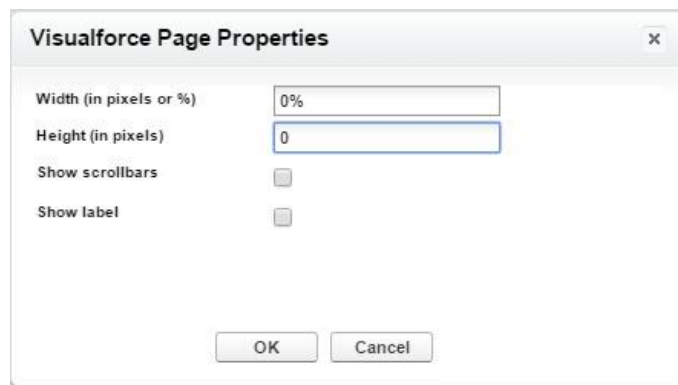 Visualforce Page Properties
Width (in pixels or %) 0%
Height (in pixels) 0
Show scrollbars
Show label
OK Cancel